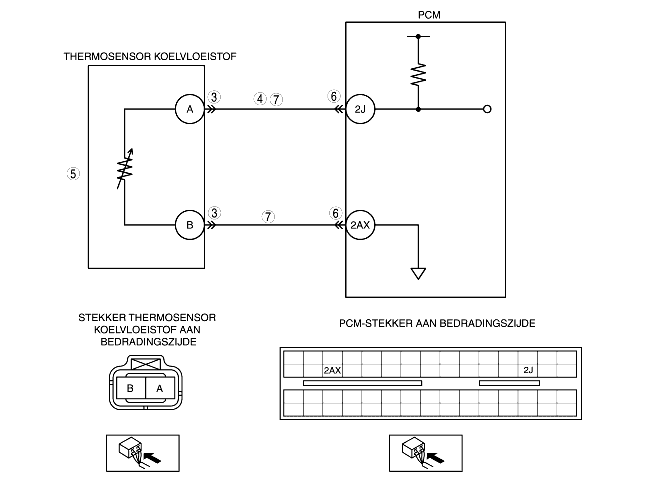 PCM
THERMOSENSOR KOELVLOEISTOF
A
3
4 7
6
2J
5
B
3
7
6
2AX
STEKKER THERMOSENSOR
KOELVLOEISTOF AAN
BEDRADINGSZIJDE
PCM-STEKKER AAN BEDRADINGSZIJDE
2AX
2J
B A